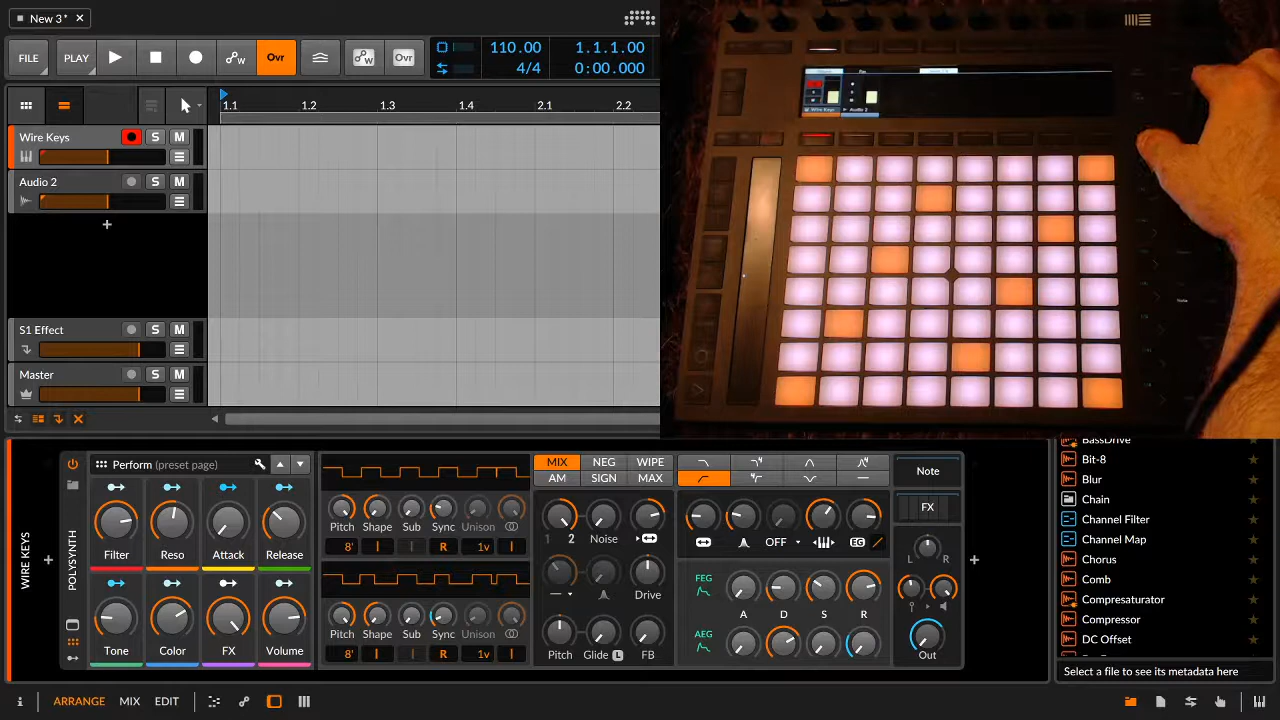 New 3*
FILE
PLAY
Ovr
Ovr
110.00
4/4
1.1.1.00
0:00.000
1.1
1.2
1.3
1.4
2.1
2.2
Wire Keys
S
M
Audio 2
S
M
S1 Effect
S
M
Master
S
M
WIRE KEYS
POLYSYNTH
Perform (preset page)
Filter
Reso
Attack
Release
Tone
Color
FX
Volume
Pitch
Shape
Sub
Sync
Unison
8'
R
1v
Pitch
Shape
Sub
Sync
Unison
8'
R
1v
MIX
NEG
WIPE
AM
SIGN
MAX
1
2
Noise
Drive
Pitch
Glide
L
FB
OFF
EG
FEG
A
D
S
R
AEG
Note
FX
L
R
Out
BassDrive
Bit-8
Blur
Chain
Channel Filter
Channel Map
Chorus
Comb
Compresaturator
Compressor
DC Offset
Select a file to see its metadata here
ARRANGE
MIX
EDIT